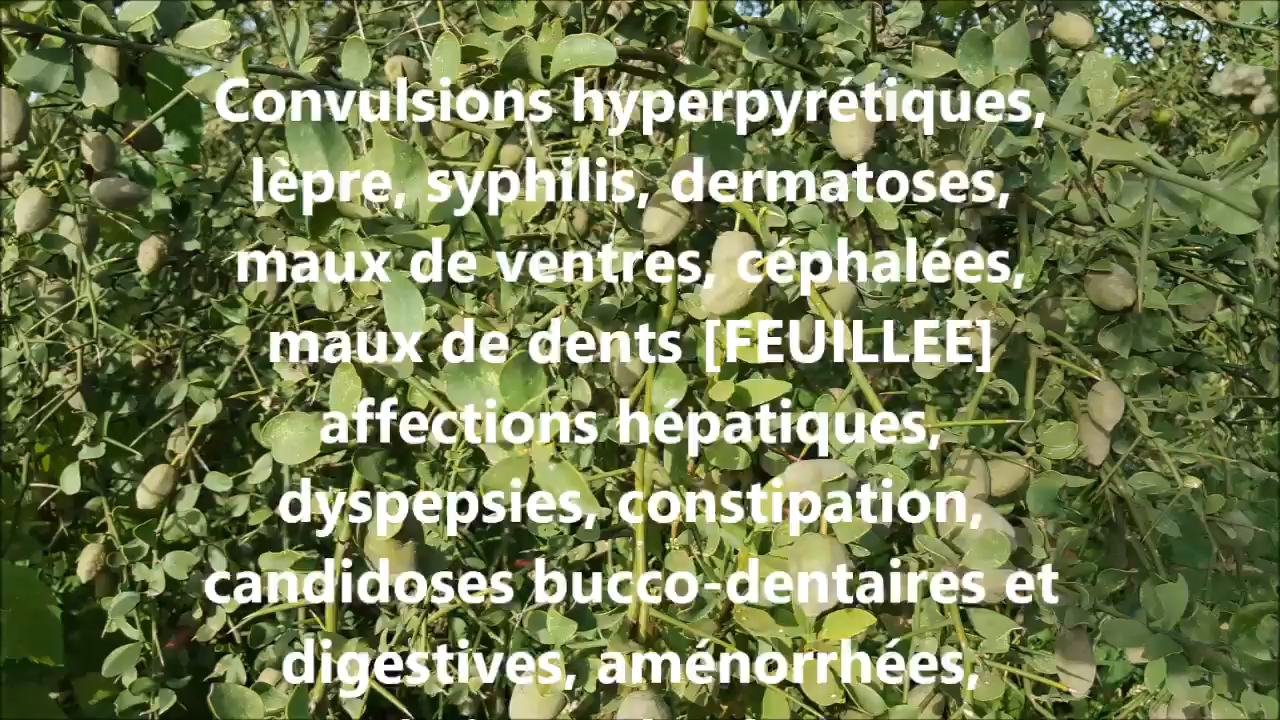 Convulsions hyperpyrétiques,
lèpre, syphilis, dermatoses,
maux de ventres, céphalées,
maux de dents [FEUILLEE]
affections hépatiques,
dyspepsies, constipation,
candidoses bucco-dentaires et
digestives, aménorrhées,